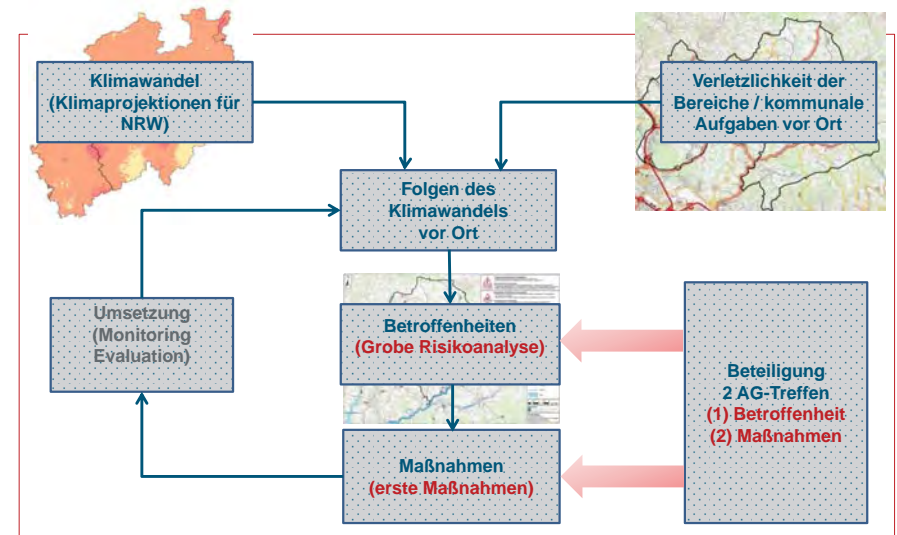 Klimawandel
(Klimaprojektionen für
NRW)
Verletzlichkeit der
Bereiche / kommunale
Aufgaben vor Ort
Folgen des
Klimawandels
vor Ort
Umsetzung
(Monitoring
Evaluation)
Betroffenheiten
(Grobe Risikoanalyse)
Beteiligung
2 AG-Treffen
(1) Betroffenheit
(2) Maßnahmen
Maßnahmen
(erste Maßnahmen)